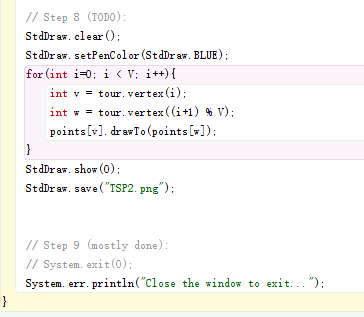 // Step 8 (TODO):
StdDraw.clear();
StdDraw.setPenColor(StdDraw.BLUE);
for(int i=0; i < V; i++){
int v = tour.vertex(i);
int w = tour.vertex((i+1) % V);
points[v].drawTo(points[w]);
}
StdDraw.show(0);
StdDraw.save("TSP2.png");
// Step 9 (mostly done):
// System.exit(0);
System.err.println("Close the window to exit...");
}